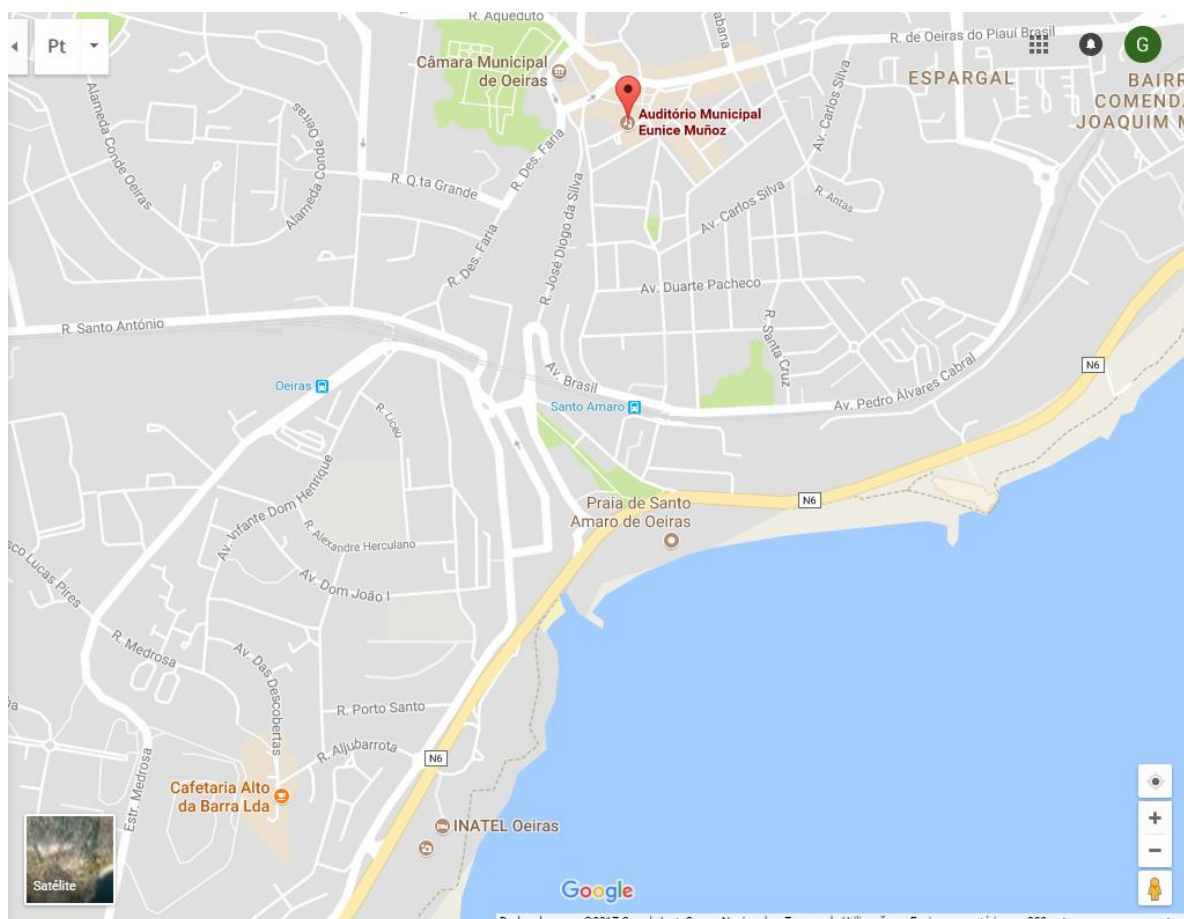 Pt
R. Aqueduto
R. de Oeiras do Piauí Brasil
G
Câmara Municipal
de Oeiras
Auditório Municipal
Eunice Muñoz
ESPARGAL
BAIRR
COMENDA
JOAQUIM M
Alameda Conde Oeiras
Alameda Conde Oeiras
R. Q.ta Grande
R. Des. Faria
R. Des. Faria
R. José Diogo da Silva
Av. Carlos Silva
Av. Carlos Silva
R. Antas
Av. Duarte Pacheco
R. Santa Cruz
R. Santo António
Av. Brasil
N6
Oeiras
Santo Amaro
Av. Pedro Álvares Cabral
R. Liceu
Av. Infante Dom Henrique
Praia de Santo
Amaro de Oeiras
N6
R. Alexandre Herculano
Av. Dom João I
sco Lucas Pires
R. Medrosa
Av. Das Descobertas
R. Porto Santo
R. Aljubarrota
N6
Estr. Medrosa
Cafetaria Alto
da Barra Lda
INATEL Oeiras
Satélite
Google